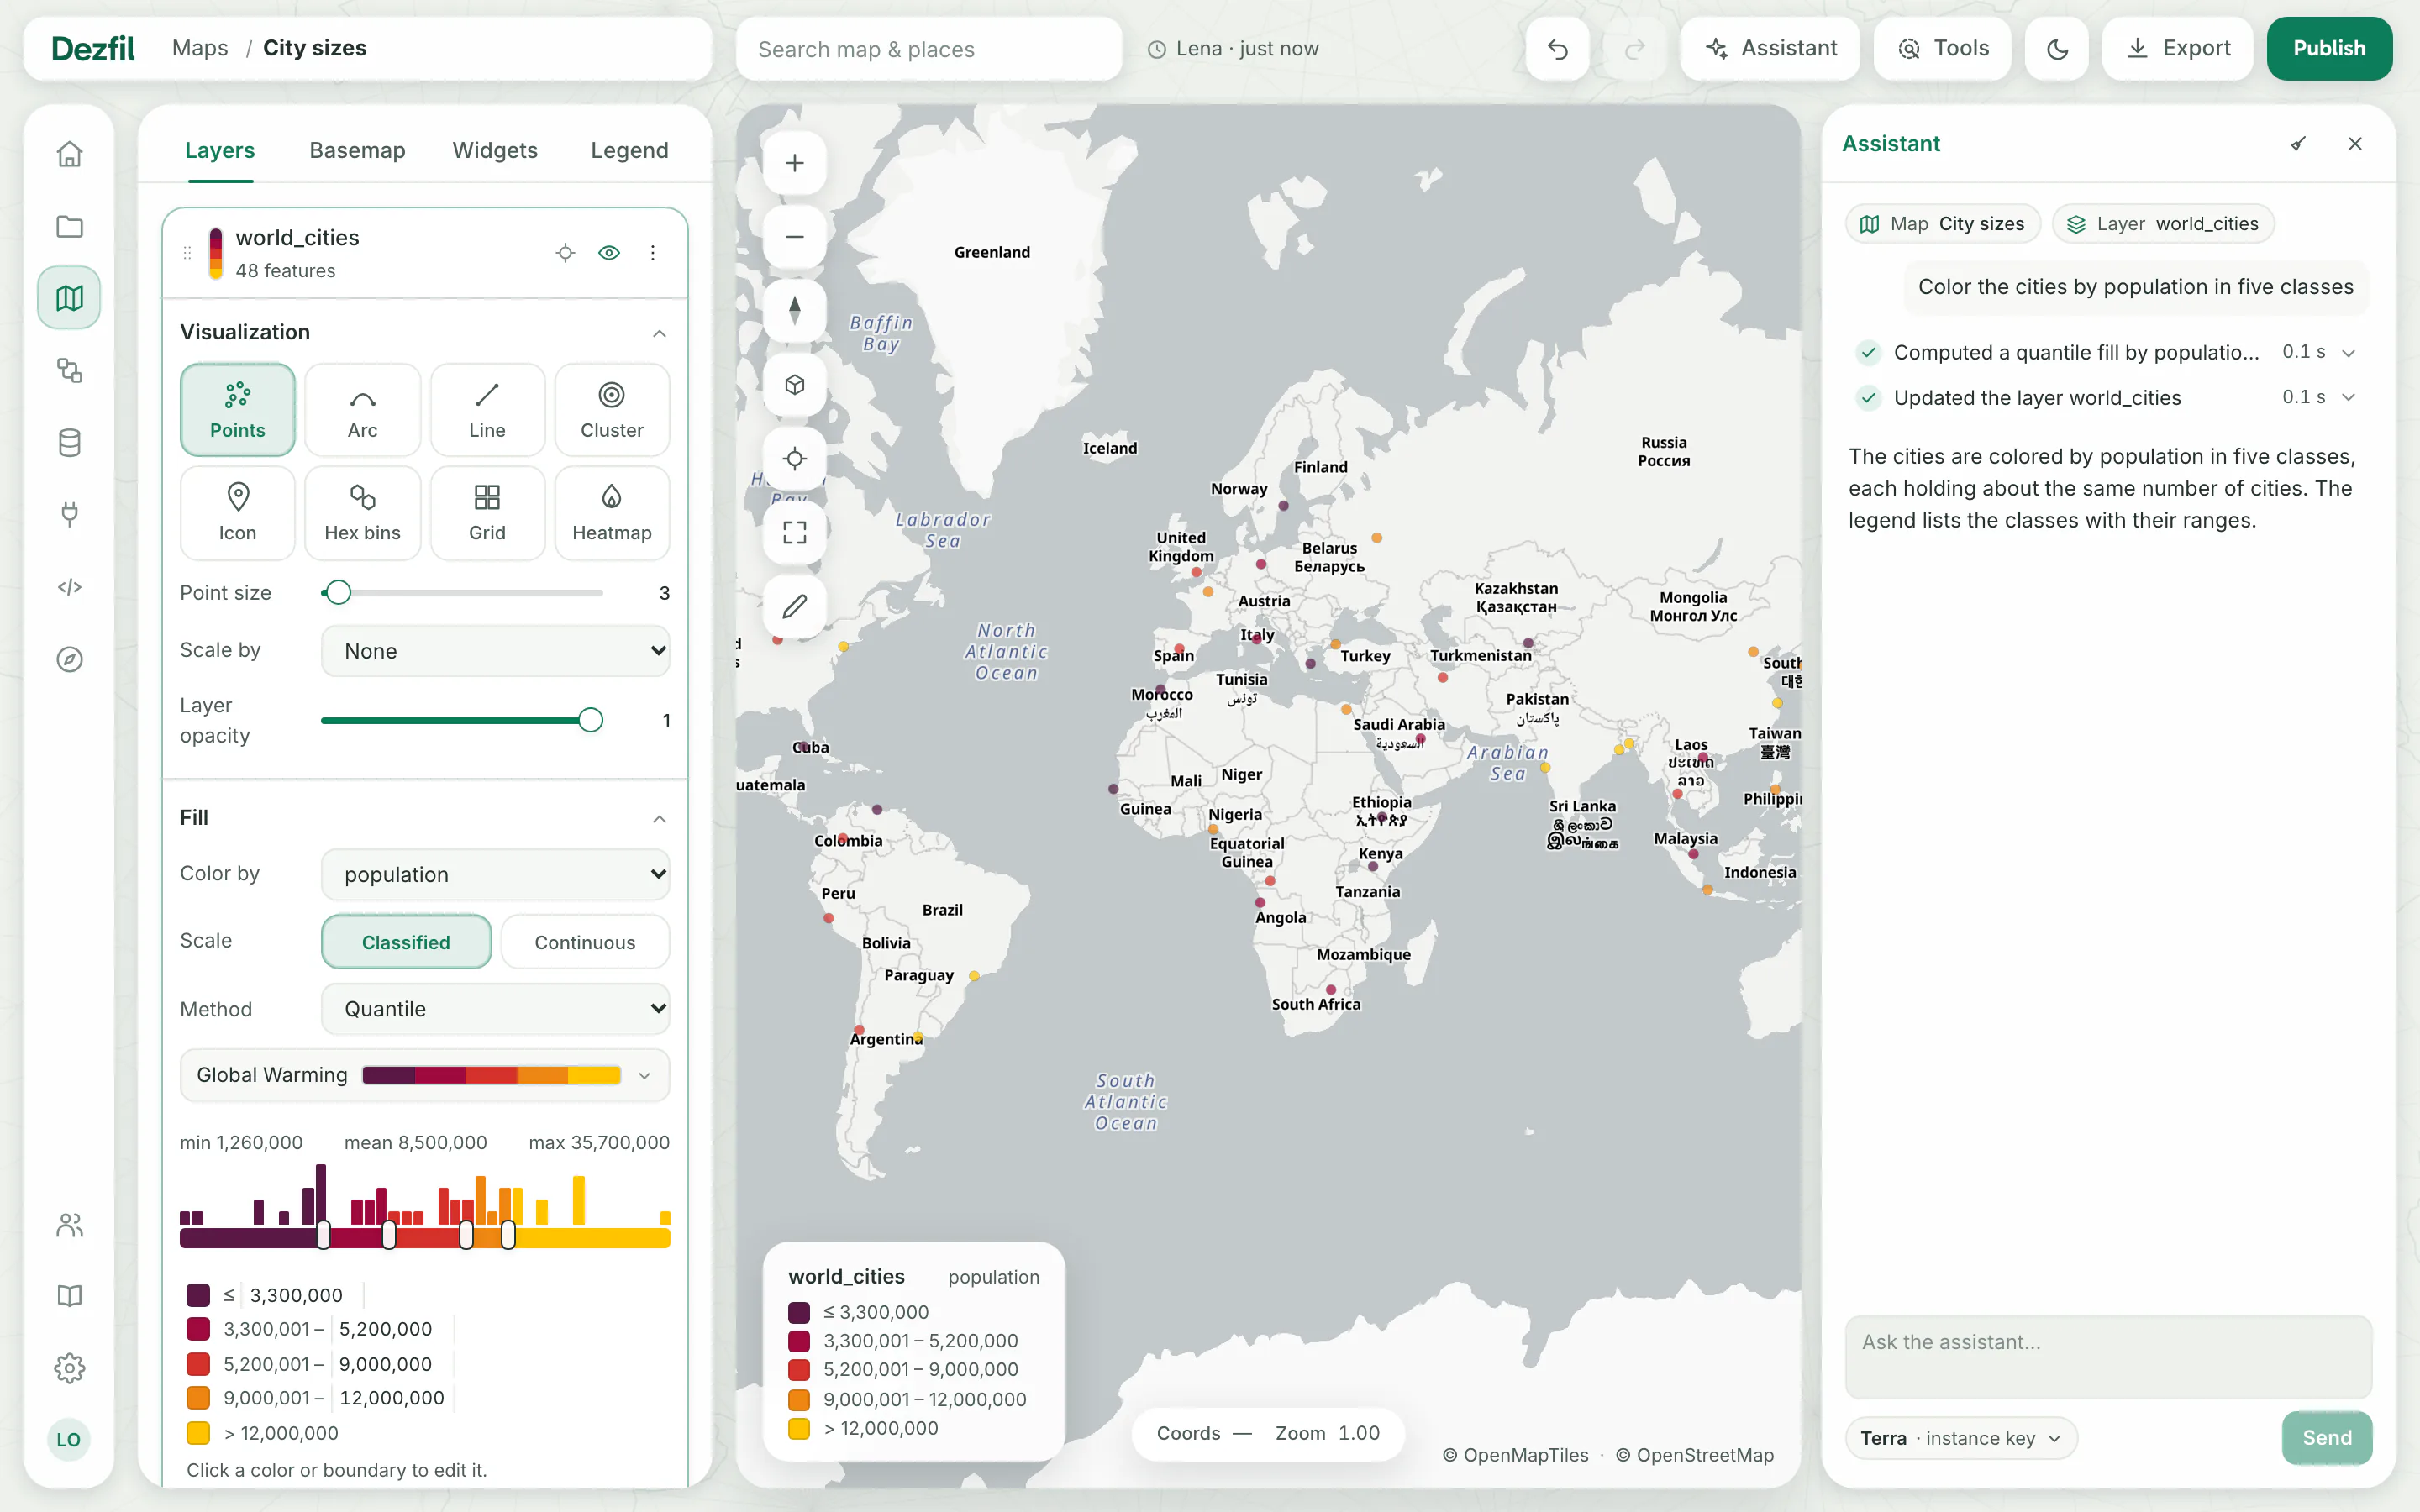 Dezfil
Maps / City sizes
Search map & places
Lena · just now
Assistant
Tools
Export
Publish
Layers
Basemap
Widgets
Legend
world_cities
48 features
Visualization
Points
Arc
Line
Cluster
Icon
Hex bins
Grid
Heatmap
Point size
3
Scale by
None
Layer
opacity
1
Fill
Color by
population
Scale
Classified
Continuous
Method
Quantile
Global Warming
min 1,260,000
mean 8,500,000
max 35,700,000
≤ 3,300,000
3,300,001 – 5,200,000
5,200,001 – 9,000,000
9,000,001 – 12,000,000
> 12,000,000
Click a color or boundary to edit it.
LO
Greenland
Baffin
Bay
Iceland
Labrador
Sea
Finland
Norway
Russia
Россия
United
Kingdom
Belarus
Беларусь
Kazakhstan
Қазақстан
Mongolia
Монгол Улс
Austria
North
Atlantic
Ocean
Italy
Spain
Turkey
Turkmenistan
South
Tunisia
تونس
Morocco
المغرب
Pakistan
پاکستان
Saudi Arabia
السعودية
Arabian
Sea
Taiwan
臺灣
Laos
ລາວ
Cuba
uatemala
Mali
Niger
Guinea
Nigeria
Ethiopia
ኢትዮጵያ
Sri Lanka
ශ්‍රී ලංකාව
இலங்கை
Philippi
Colombia
Equatorial
Guinea
Kenya
Malaysia
Indonesia
Peru
Tanzania
Brazil
Angola
Bolivia
Mozambique
Paraguay
South Africa
Argentina
South
Atlantic
Ocean
world_cities
population
≤ 3,300,000
3,300,001 – 5,200,000
5,200,001 – 9,000,000
9,000,001 – 12,000,000
> 12,000,000
Coords —
Zoom 1.00
© OpenMapTiles · © OpenStreetMap
Assistant
Map City sizes
Layer world_cities
Color the cities by population in five classes
Computed a quantile fill by populatio... 0.1 s
Updated the layer world_cities 0.1 s
The cities are colored by population in five classes,
each holding about the same number of cities. The
legend lists the classes with their ranges.
Ask the assistant...
Terra · instance key
Send